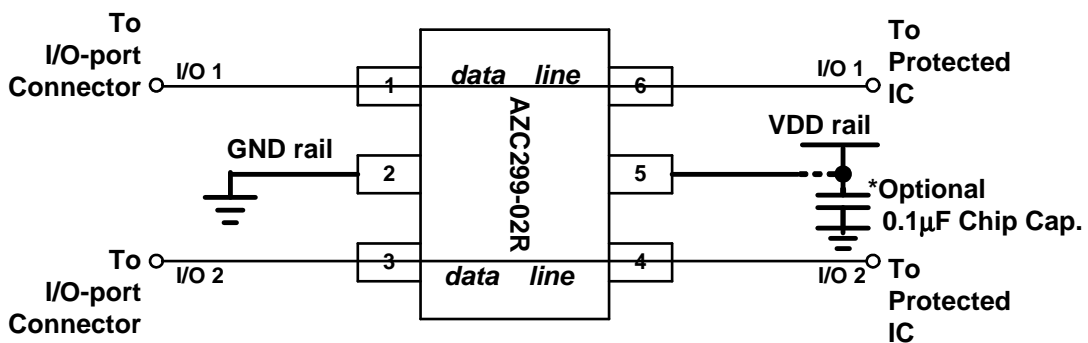 To
I/O-port
Connector
I/O 1
1
data line
6
I/O 1
To
Protected
IC
GND rail
2
AZC299-02R
5
VDD rail
*Optional
0.1μF Chip Cap.
To
I/O-port
Connector
I/O 2
3
data line
4
I/O 2
To
Protected
IC